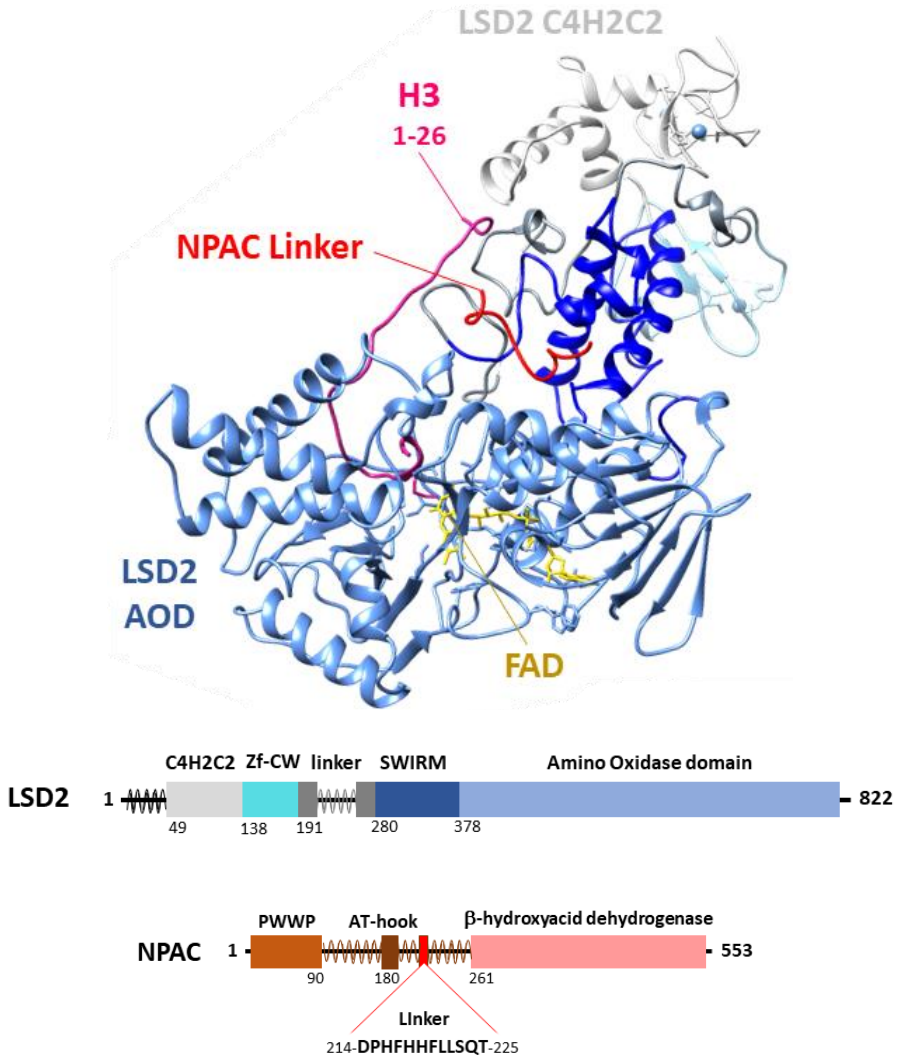 LSD2 C4H2C2
H3
1-26
NPAC Linker
LSD2
AOD
FAD
C4H2C2 Zf-CW linker SWIRM Amino Oxidase domain
LSD2 1 822
49 138 191 280 378
PWWP AT-hook β-hydroxyacid dehydrogenase
NPAC 1 553
90 180 261
LInker
214-DPHFHHFLLSQT-225